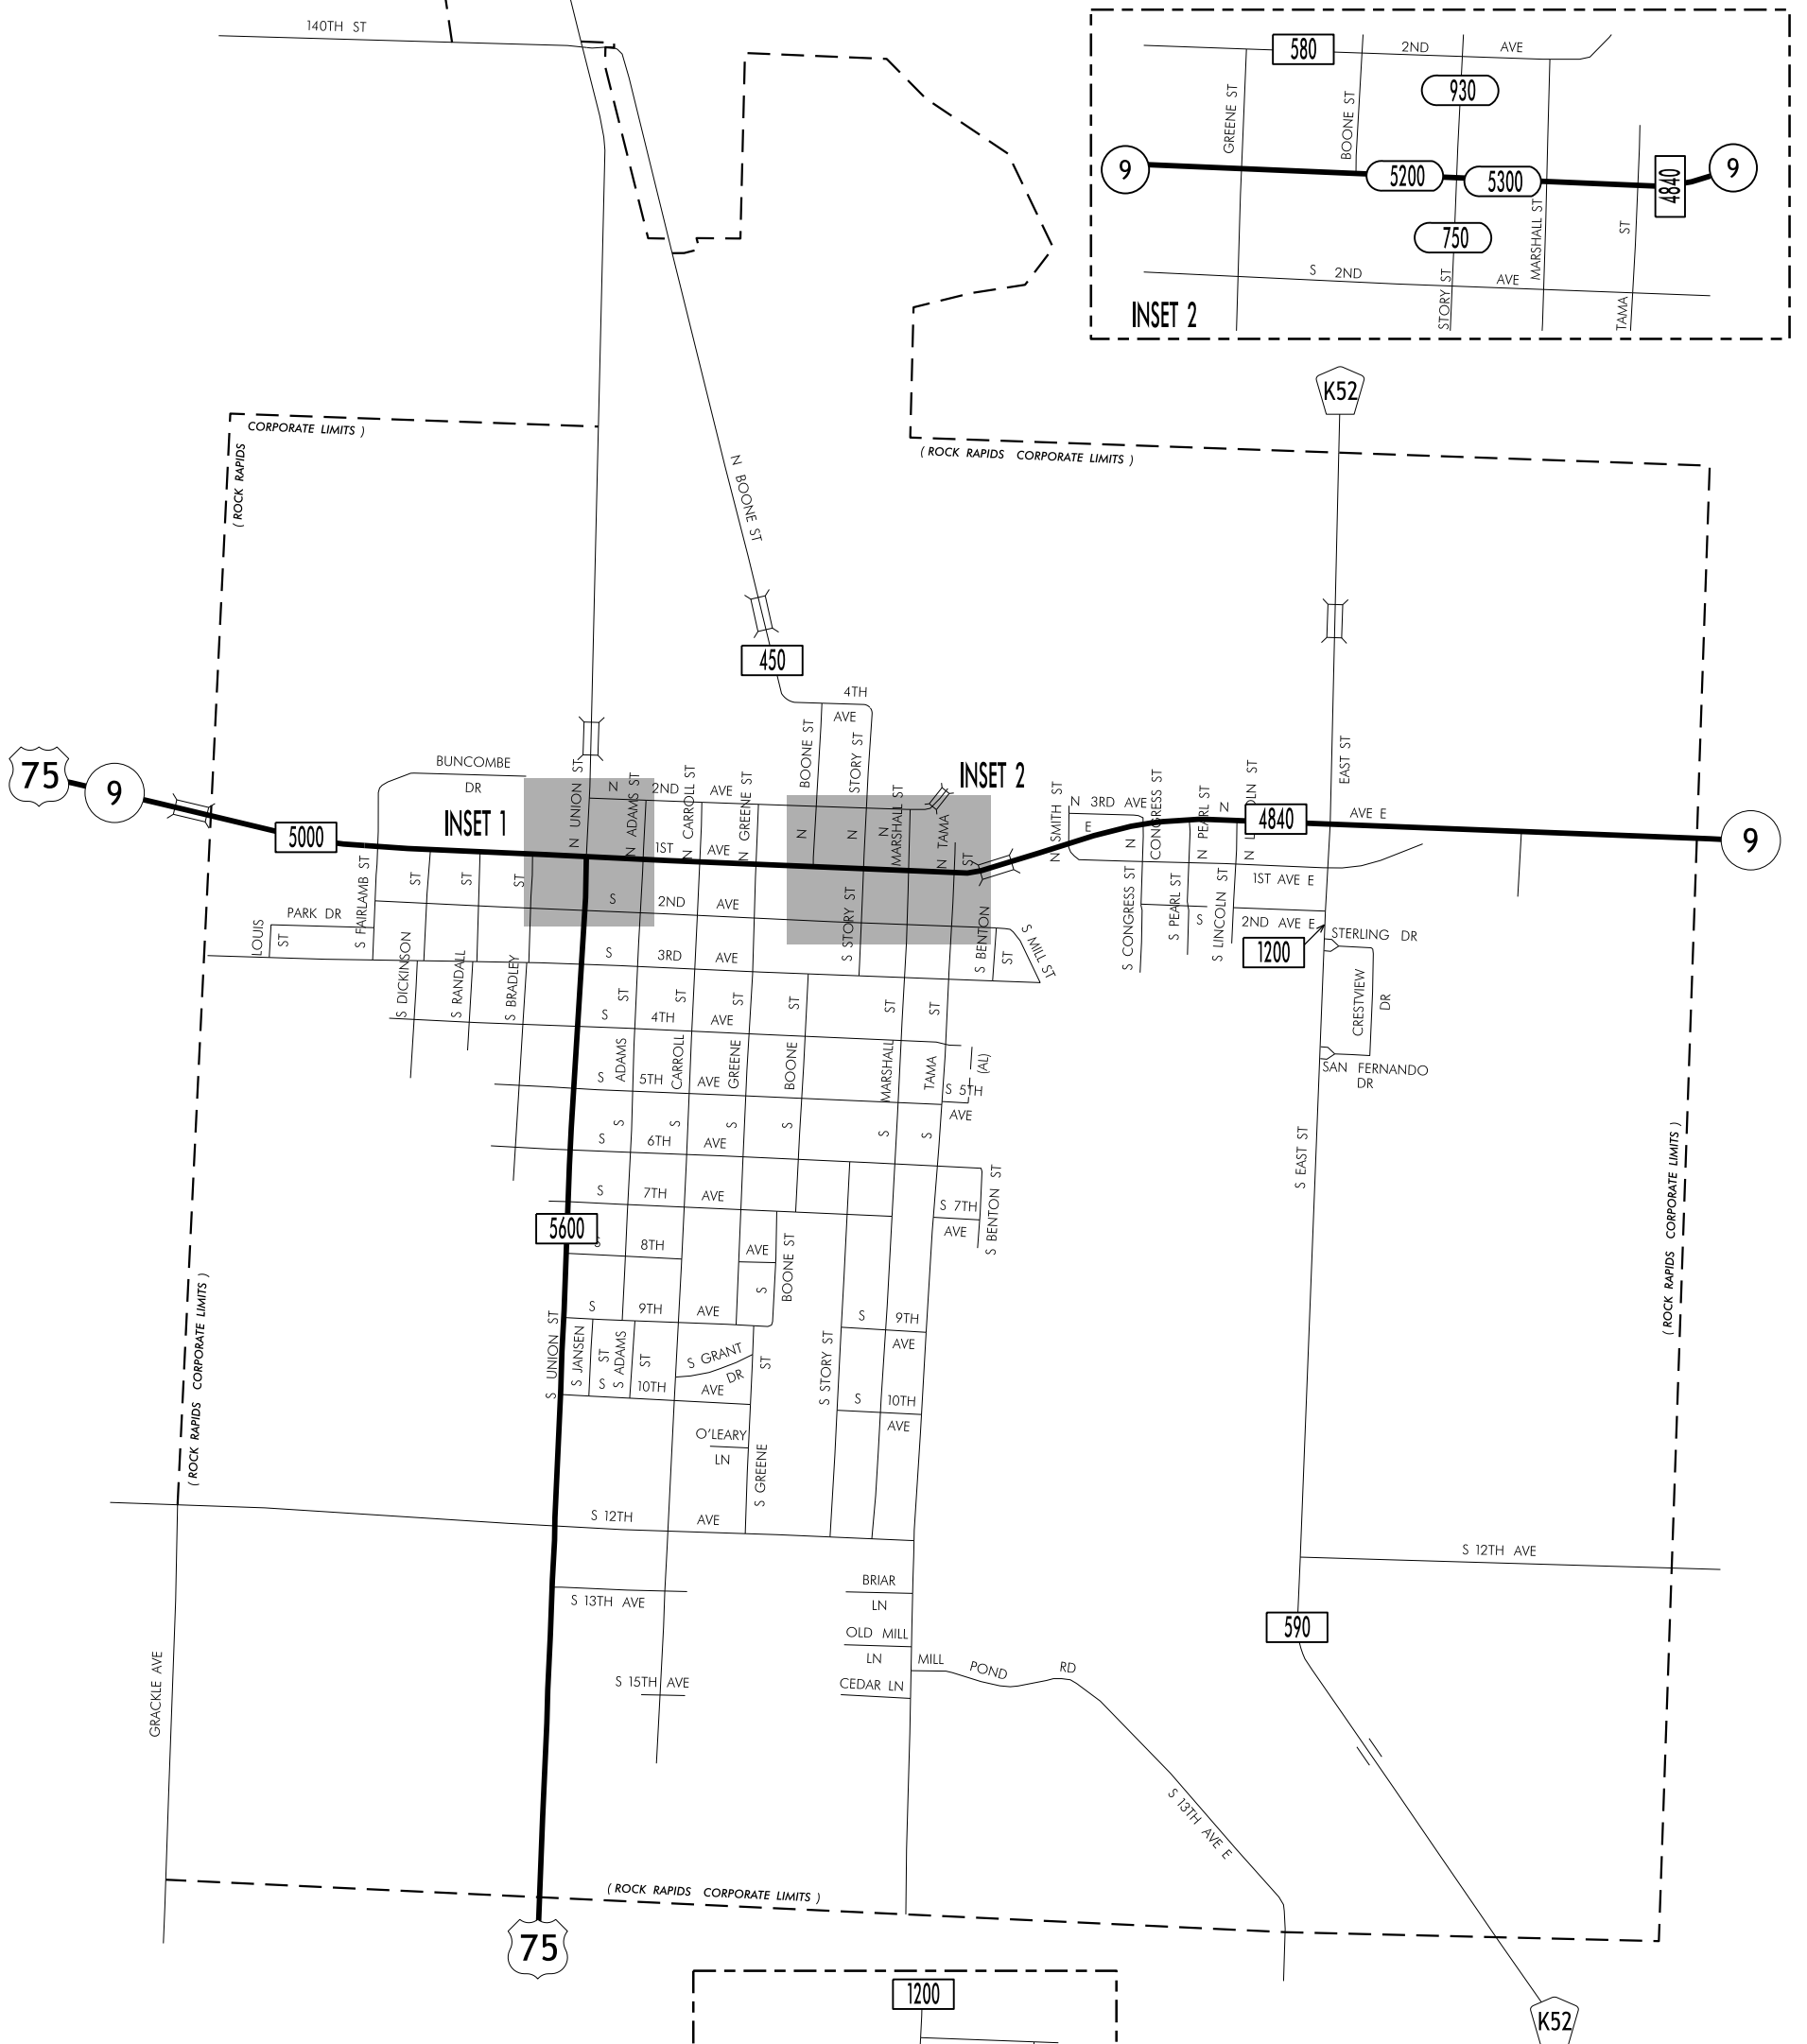 140TH ST
580
2ND AVE
930
GREENE ST
BOONE ST
9
5200
5300
4840
9
MARSHALL ST
ST
750
S 2ND AVE
STORY ST
TAMA
INSET 2
K52
CORPORATE LIMITS )
( ROCK RAPIDS
( ROCK RAPIDS CORPORATE LIMITS )
N BOONE ST
450
4TH
AVE
BOONE ST
N
STORY ST
N
EAST ST
75
9
5000
BUNCOMBE
DR
INSET 1
N UNION ST
N 2ND AVE
N ADAMS ST
N CARROLL ST
N GREENE ST
1ST AVE
INSET 2
N
MARSHALL ST
N TAMA
ST
N SMITH ST
N 3RD AVE
E
N
CONGRESS ST
N PEARL ST
N
4840
AVE E
9
1ST AVE E
S FAIRLAMB ST
ST
ST
ST
S 2ND AVE
PARK DR
LOUIS
ST
S DICKINSON
S RANDALL
S BRADLEY
S 3RD AVE
S STORY ST
S BENTON
ST
S MILL ST
S CONGRESS ST
S PEARL ST
S
S LINCOLN ST
2ND AVE E
1200
STERLING DR
CRESTVIEW
DR
SAN FERNANDO
DR
S 4TH AVE
ST
ST
ST
ST
ST
ST
ADAMS
CARROLL
GREENE
BOONE
MARSHALL
TAMA
(AL)
S 5TH AVE
S 5TH
AVE
S
S
S
S
S
S
S 6TH AVE
S 7TH AVE
S 7TH
AVE
S BENTON ST
S EAST ST
5600
8TH
AVE
S
BOONE ST
S 9TH AVE
S 9TH
AVE
S UNION ST
S JANSEN
ST
S ADAMS
ST
S GRANT
DR
ST
S STORY ST
S 10TH AVE
S 10TH
AVE
O'LEARY
LN
S GREENE
( ROCK RAPIDS CORPORATE LIMITS )
( ROCK RAPIDS CORPORATE LIMITS )
S 12TH AVE
S 12TH AVE
S 13TH AVE
BRIAR
LN
OLD MILL
LN
CEDAR LN
MILL POND RD
590
S 15TH AVE
GRACKLE AVE
S 13TH AVE E
( ROCK RAPIDS CORPORATE LIMITS )
75
1200
K52